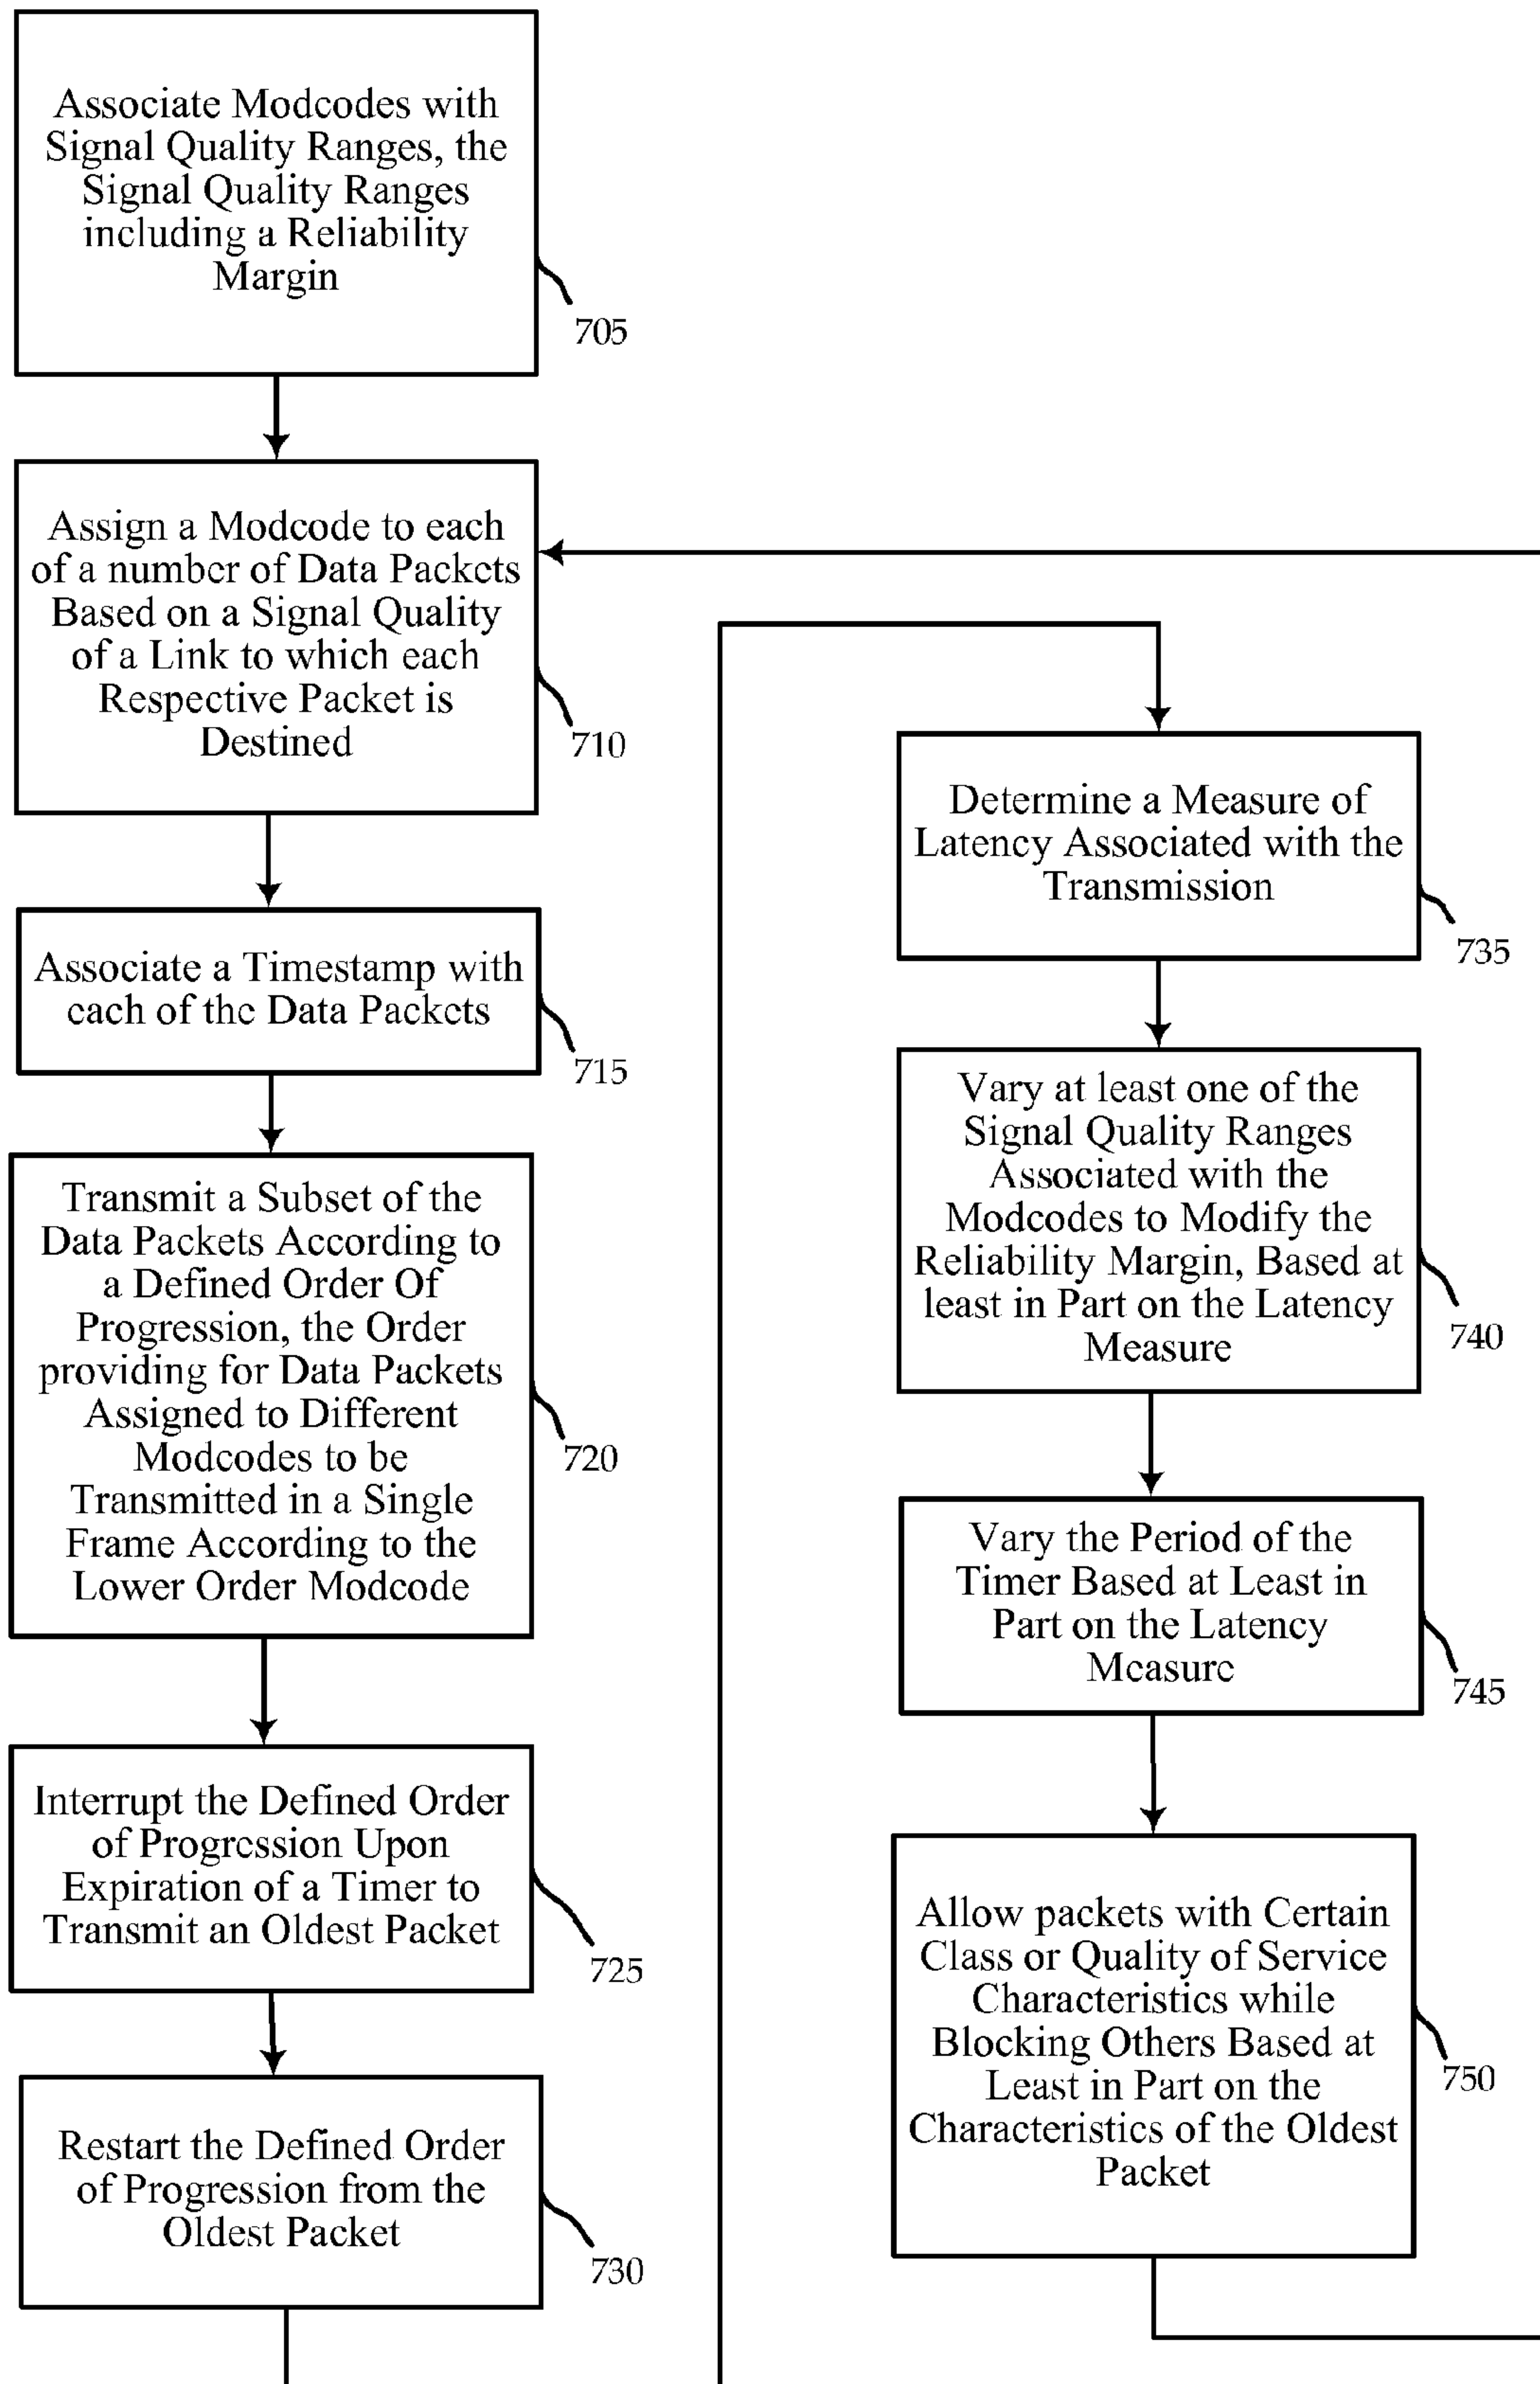 Associate Modcodes with
Signal Quality Ranges, the
Signal Quality Ranges
including a Reliability
Margin
705
Assign a Modcode to each
of a number of Data Packets
Based on a Signal Quality
of a Link to which each
Respective Packet is
Destined
710
Associate a Timestamp with
each of the Data Packets
715
Transmit a Subset of the
Data Packets According to
a Defined Order Of
Progression, the Order
providing for Data Packets
Assigned to Different
Modcodes to be
Transmitted in a Single
Frame According to the
Lower Order Modcode
720
Interrupt the Defined Order
of Progression Upon
Expiration of a Timer to
Transmit an Oldest Packet
725
Restart the Defined Order
of Progression from the
Oldest Packet
730
Determine a Measure of
Latency Associated with the
Transmission
735
Vary at least one of the
Signal Quality Ranges
Associated with the
Modcodes to Modify the
Reliability Margin, Based at
least in Part on the Latency
Measure
740
Vary the Period of the
Timer Based at Least in
Part on the Latency
Measure
745
Allow packets with Certain
Class or Quality of Service
Characteristics while
Blocking Others Based at
Least in Part on the
Characteristics of the Oldest
Packet
750